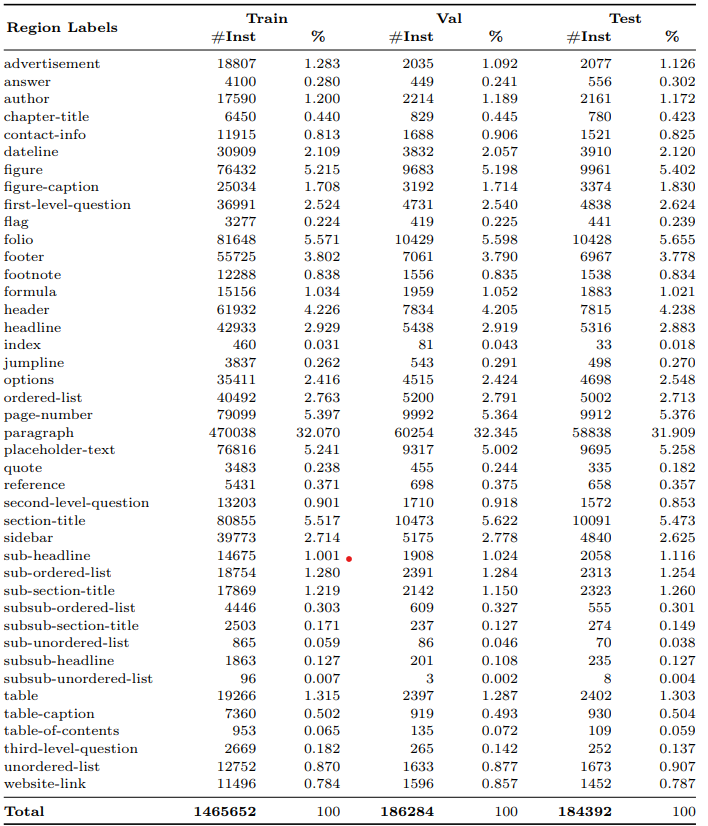 Region Labels Train Val Test
#Inst % #Inst % #Inst %
advertisement 18807 1.283 2035 1.092 2077 1.126
answer 4100 0.280 449 0.241 556 0.302
author 17590 1.200 2214 1.189 2161 1.172
chapter-title 6450 0.440 829 0.445 780 0.423
contact-info 11915 0.813 1688 0.906 1521 0.825
dateline 30909 2.109 3832 2.057 3910 2.120
figure 76432 5.215 9683 5.198 9961 5.402
figure-caption 25034 1.708 3192 1.714 3374 1.830
first-level-question 36991 2.524 4731 2.540 4838 2.624
flag 3277 0.224 419 0.225 441 0.239
folio 81648 5.571 10429 5.598 10428 5.655
footer 55725 3.802 7061 3.790 6967 3.778
footnote 12288 0.838 1556 0.835 1538 0.834
formula 15156 1.034 1959 1.052 1883 1.021
header 61932 4.226 7834 4.205 7815 4.238
headline 42933 2.929 5438 2.919 5316 2.883
index 460 0.031 81 0.043 33 0.018
jumpline 3837 0.262 543 0.291 498 0.270
options 35411 2.416 4515 2.424 4698 2.548
ordered-list 40492 2.763 5200 2.791 5002 2.713
page-number 79099 5.397 9992 5.364 9912 5.376
paragraph 470038 32.070 60254 32.345 58838 31.909
placeholder-text 76816 5.241 9317 5.002 9695 5.258
quote 3483 0.238 455 0.244 335 0.182
reference 5431 0.371 698 0.375 658 0.357
second-level-question 13203 0.901 1710 0.918 1572 0.853
section-title 80855 5.517 10473 5.622 10091 5.473
sidebar 39773 2.714 5175 2.778 4840 2.625
sub-headline 14675 1.001 1908 1.024 2058 1.116
sub-ordered-list 18754 1.280 2391 1.284 2313 1.254
sub-section-title 17869 1.219 2142 1.150 2323 1.260
subsub-ordered-list 4446 0.303 609 0.327 555 0.301
subsub-section-title 2503 0.171 237 0.127 274 0.149
sub-unordered-list 865 0.059 86 0.046 70 0.038
subsub-headline 1863 0.127 201 0.108 235 0.127
subsub-unordered-list 96 0.007 3 0.002 8 0.004
table 19266 1.315 2397 1.287 2402 1.303
table-caption 7360 0.502 919 0.493 930 0.504
table-of-contents 953 0.065 135 0.072 109 0.059
third-level-question 2669 0.182 265 0.142 252 0.137
unordered-list 12752 0.870 1633 0.877 1673 0.907
website-link 11496 0.784 1596 0.857 1452 0.787
Total 1465652 100 186284 100 184392 100